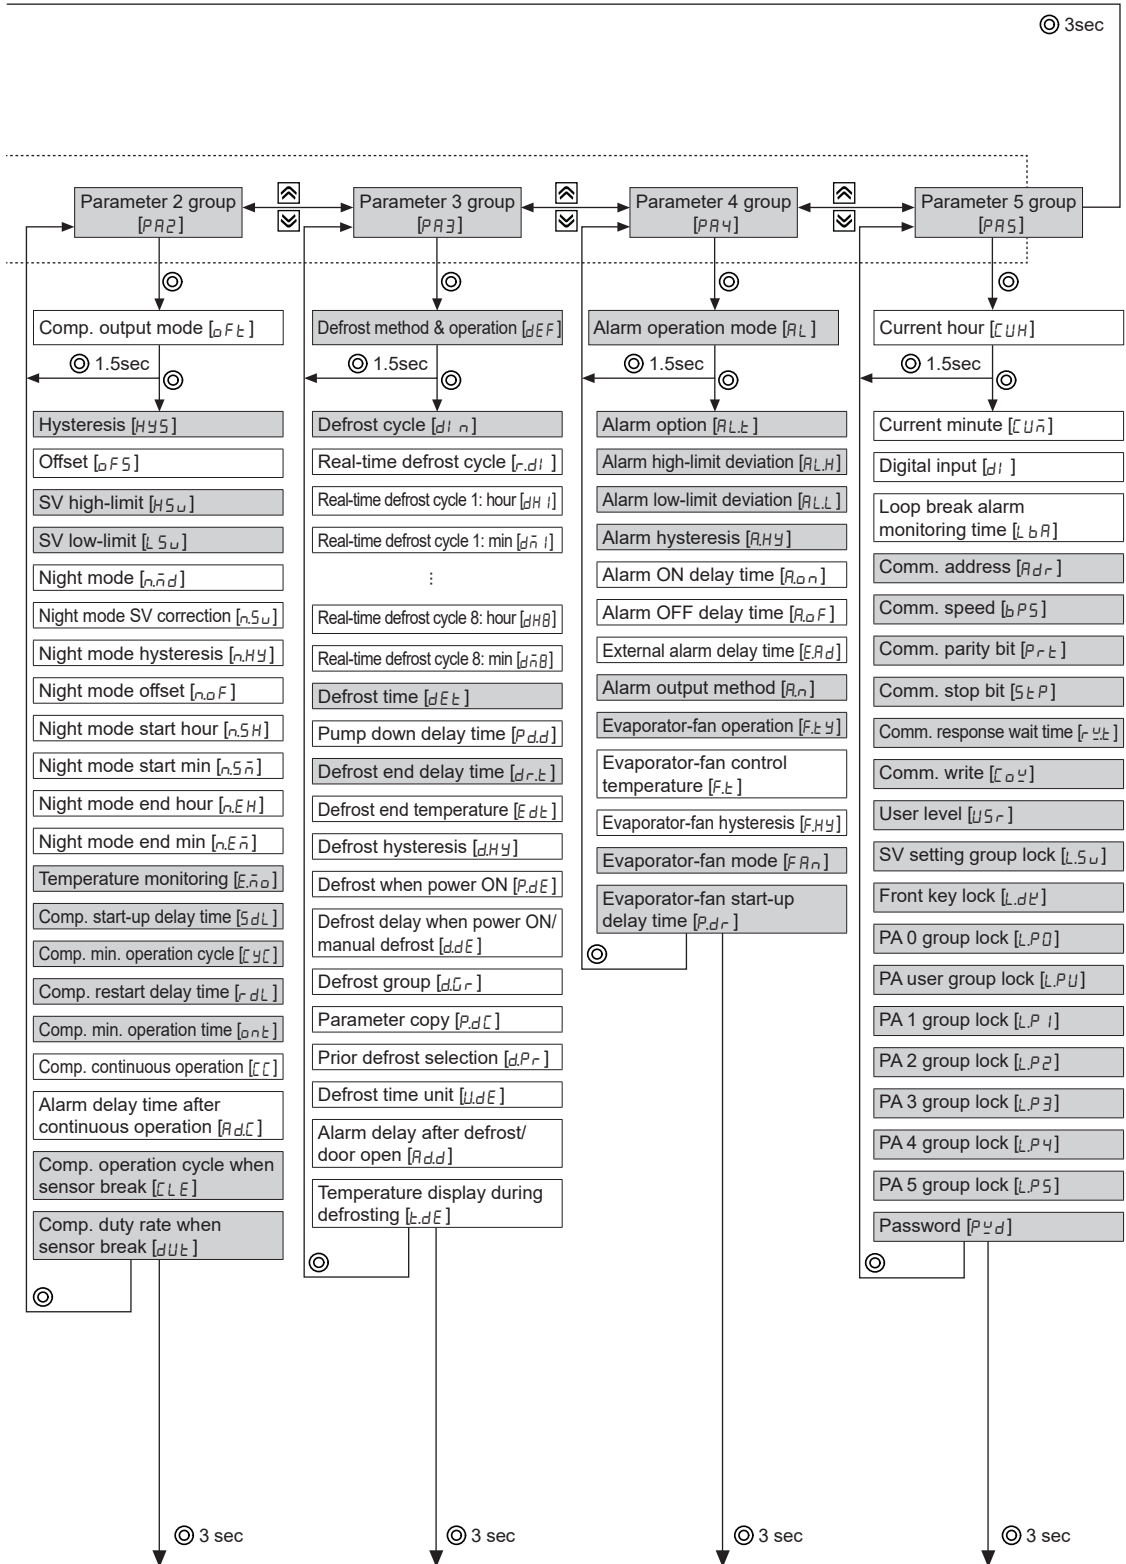 ◎ 3sec
Parameter 2 group
[PA2]
Parameter 3 group
[PA3]
Parameter 4 group
[PA4]
Parameter 5 group
[PA5]
◎
◎
◎
◎
Comp. output mode [oFt]
◎ 1.5sec
◎
Hysteresis [HYS]
Offset [oFS]
SV high-limit [HSv]
SV low-limit [LSv]
Night mode [n.md]
Night mode SV correction [n.Sv]
Night mode hysteresis [n.HY]
Night mode offset [n.oF]
Night mode start hour [n.SH]
Night mode start min [n.Sm]
Night mode end hour [n.EH]
Night mode end min [n.Em]
Temperature monitoring [E.mo]
Comp. start-up delay time [SdL]
Comp. min. operation cycle [CYC]
Comp. restart delay time [rdL]
Comp. min. operation time [ont]
Comp. continuous operation [CC]
Alarm delay time after
continuous operation [Ad.C]
Comp. operation cycle when
sensor break [CLE]
Comp. duty rate when
sensor break [dUt]
◎
◎ 3 sec
Defrost method & operation [dEF]
◎ 1.5sec
◎
Defrost cycle [dIn]
Real-time defrost cycle [r.dI]
Real-time defrost cycle 1: hour [dH1]
Real-time defrost cycle 1: min [dm1]
⋮
Real-time defrost cycle 8: hour [dH8]
Real-time defrost cycle 8: min [dm8]
Defrost time [dEt]
Pump down delay time [Pd.d]
Defrost end delay time [dr.t]
Defrost end temperature [Edt]
Defrost hysteresis [d.HY]
Defrost when power ON [P.dE]
Defrost delay when power ON/
manual defrost [d.dE]
Defrost group [d.Gr]
Parameter copy [P.dC]
Prior defrost selection [d.Pr]
Defrost time unit [U.dE]
Alarm delay after defrost/
door open [Ad.d]
Temperature display during
defrosting [t.dE]
◎
◎ 3 sec
Alarm operation mode [AL]
◎ 1.5sec
◎
Alarm option [AL.t]
Alarm high-limit deviation [AL.H]
Alarm low-limit deviation [AL.L]
Alarm hysteresis [A.HY]
Alarm ON delay time [A.on]
Alarm OFF delay time [A.oF]
External alarm delay time [E.Ad]
Alarm output method [A.n]
Evaporator-fan operation [F.tY]
Evaporator-fan control
temperature [F.t]
Evaporator-fan hysteresis [F.HY]
Evaporator-fan mode [FAn]
Evaporator-fan start-up
delay time [P.dr]
◎
◎ 3 sec
Current hour [CUH]
◎ 1.5sec
◎
Current minute [CUm]
Digital input [dI]
Loop break alarm
monitoring time [LbA]
Comm. address [Adr]
Comm. speed [bPS]
Comm. parity bit [Prt]
Comm. stop bit [StP]
Comm. response wait time [rW.t]
Comm. write [CoW]
User level [USr]
SV setting group lock [L.Sv]
Front key lock [L.dK]
PA 0 group lock [L.P0]
PA user group lock [L.PU]
PA 1 group lock [L.P1]
PA 2 group lock [L.P2]
PA 3 group lock [L.P3]
PA 4 group lock [L.P4]
PA 5 group lock [L.P5]
Password [PWd]
◎
◎ 3 sec